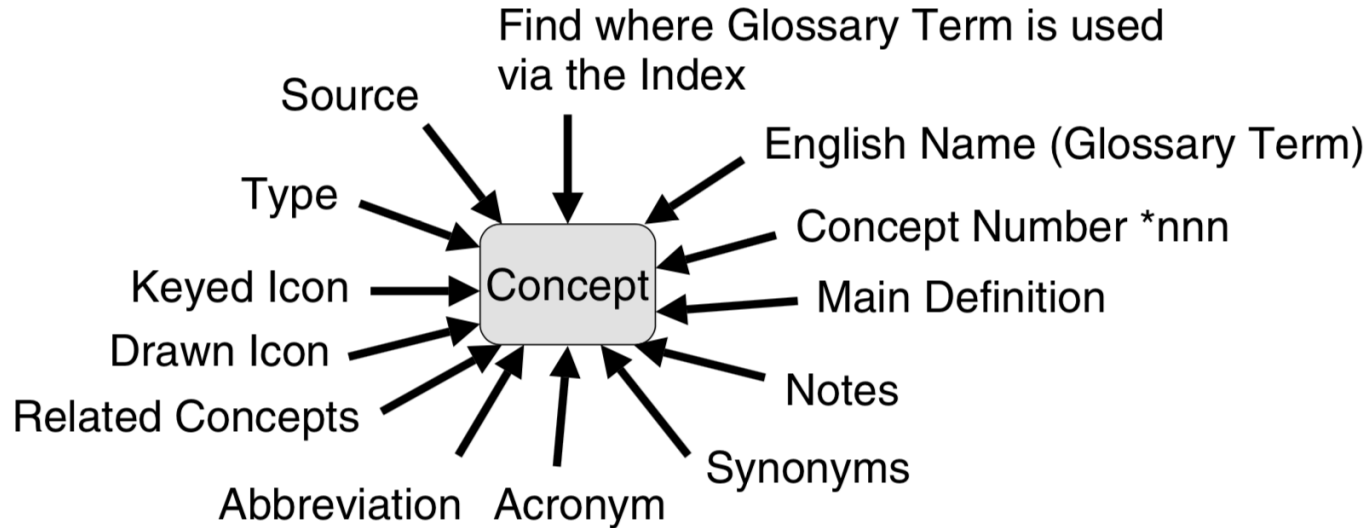 Find where Glossary Term is used
via the Index
Source
English Name (Glossary Term)
Type
Concept Number *nnn
Keyed Icon
Concept
Main Definition
Drawn Icon
Notes
Related Concepts
Synonyms
Abbreviation
Acronym